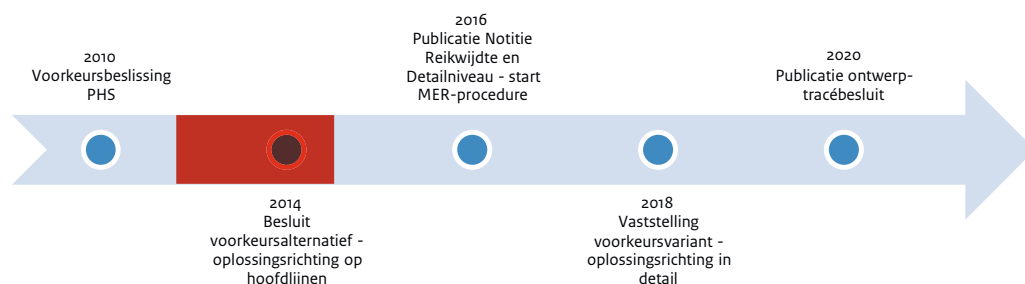 2010
Voorkeursbeslissing
PHS
2014
Besluit
voorkeursalternatief -
oplossingsrichting op
hoofdlijnen
2016
Publicatie Notitie
Reikwijdte en
Detailniveau - start
MER-procedure
2018
Vaststelling
voorkeursvariant -
oplossingsrichting in
detail
2020
Publicatie ontwerp-
tracébesluit